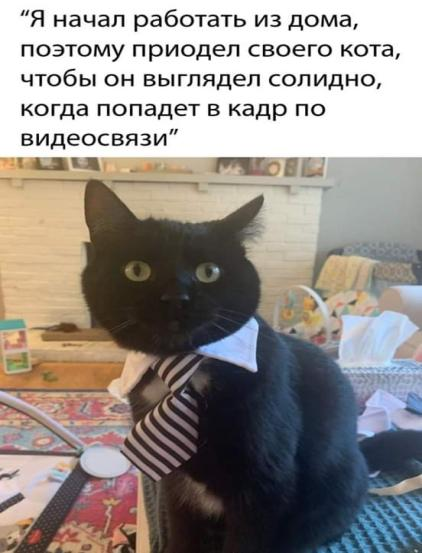 “Я начал работать из дома,
поэтому приодел своего кота,
чтобы он выглядел солидно,
когда попадет в кадр по
видеосвязи”